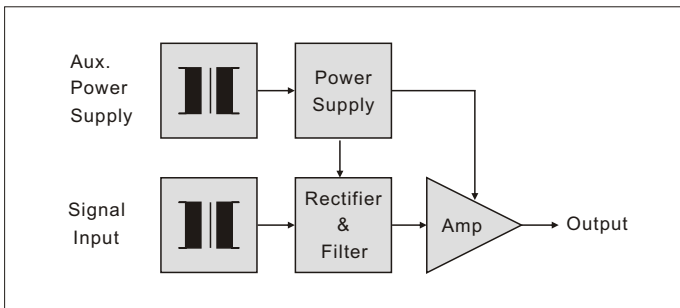 Aux.
Power
Supply
Power
Supply
Signal
Input
Rectifier
&
Filter
Amp
Output